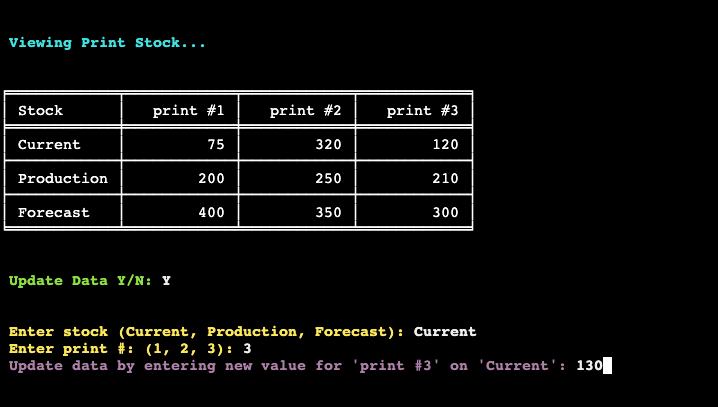 Viewing Print Stock...
Stock print #1 print #2 print #3
Current 75 320 120
Production 200 250 210
Forecast 400 350 300
Update Data Y/N: Y
Enter stock (Current, Production, Forecast): Current
Enter print #: (1, 2, 3): 3
Update data by entering new value for 'print #3' on 'Current': 130